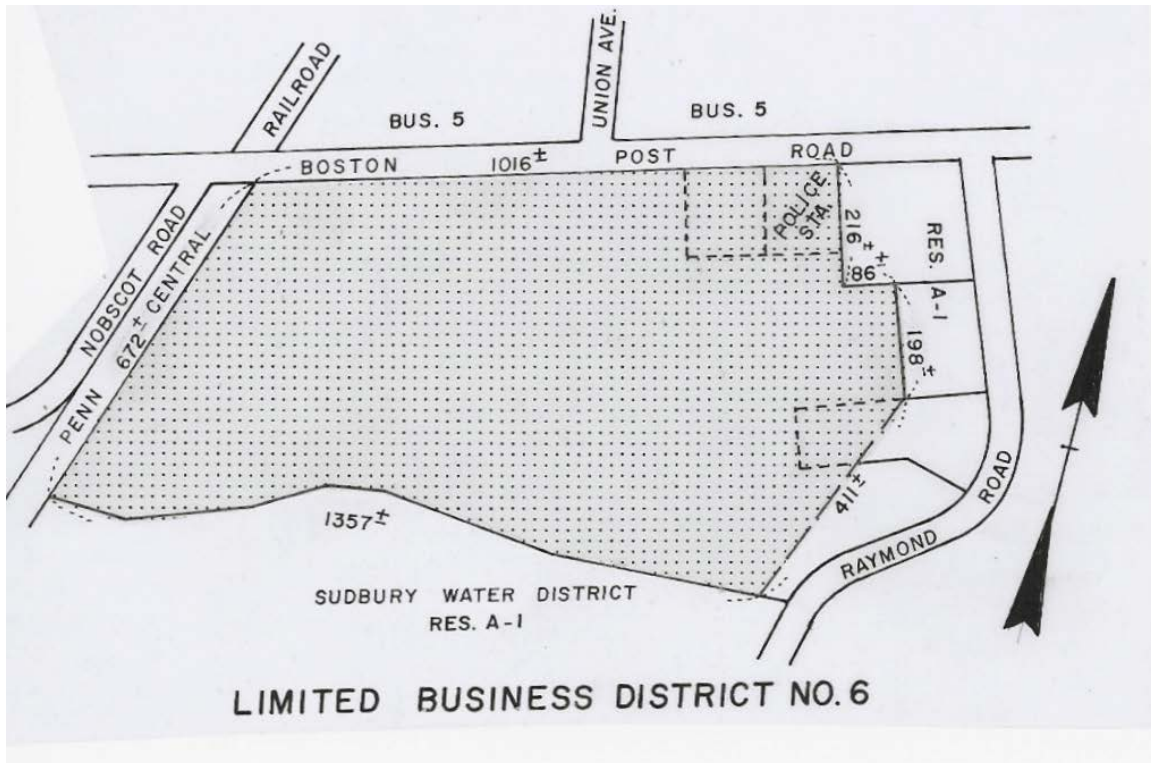 RAILROAD
UNION AVE.
BUS. 5
BUS. 5
BOSTON 1016± POST ROAD
POLICE
STA.
216±
86±
RES. A-1
198±
NOBSCOT ROAD
PENN 672± CENTRAL
411±
1357±
RAYMOND ROAD
SUDBURY WATER DISTRICT
RES. A-1
LIMITED BUSINESS DISTRICT NO. 6